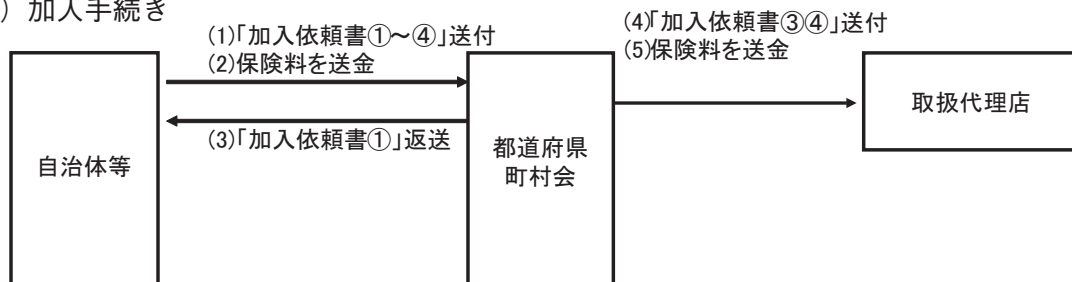 ）加入手続き
(1)「加入依頼書①～④」送付
(2)保険料を送金
(3)「加入依頼書①」返送
(4)「加入依頼書③④」送付
(5)保険料を送金
自治体等
都道府県
町村会
取扱代理店